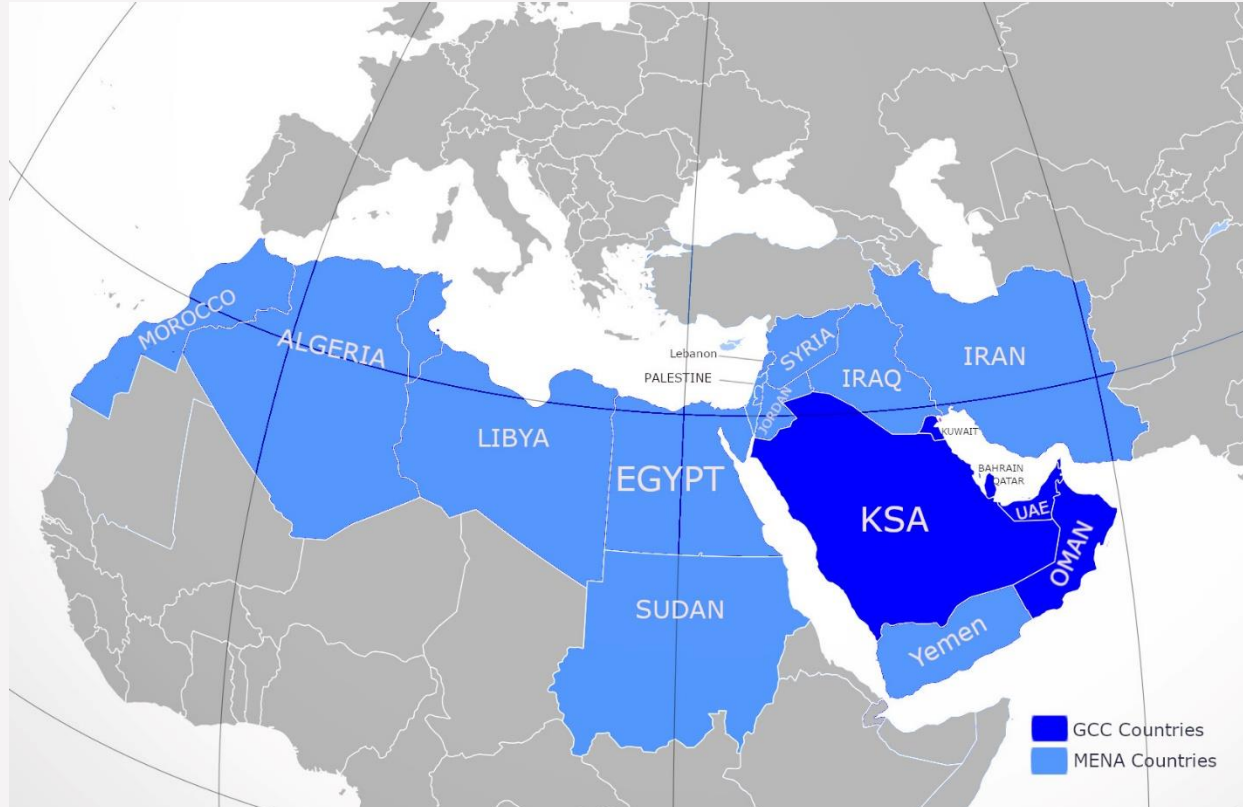 MOROCCO
ALGERIA
LIBYA
EGYPT
SUDAN
Lebanon
PALESTINE
SYRIA
JORDAN
IRAQ
IRAN
KUWAIT
BAHRAIN
QATAR
KSA
UAE
OMAN
Yemen
GCC Countries
MENA Countries